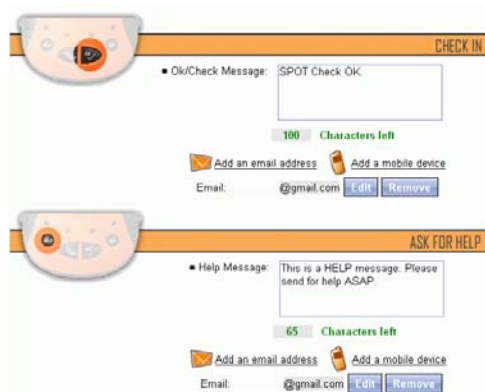 CHECK IN
Ok/Check Message: SPOT Check OK.
100 Characters left
Add an email address Add a mobile device
Email: @gmail.com Edit Remove
ASK FOR HELP
Help Message: This is a HELP message. Please
send for help ASAP.
65 Characters left
Add an email address Add a mobile device
Email: @gmail.com Edit Remove